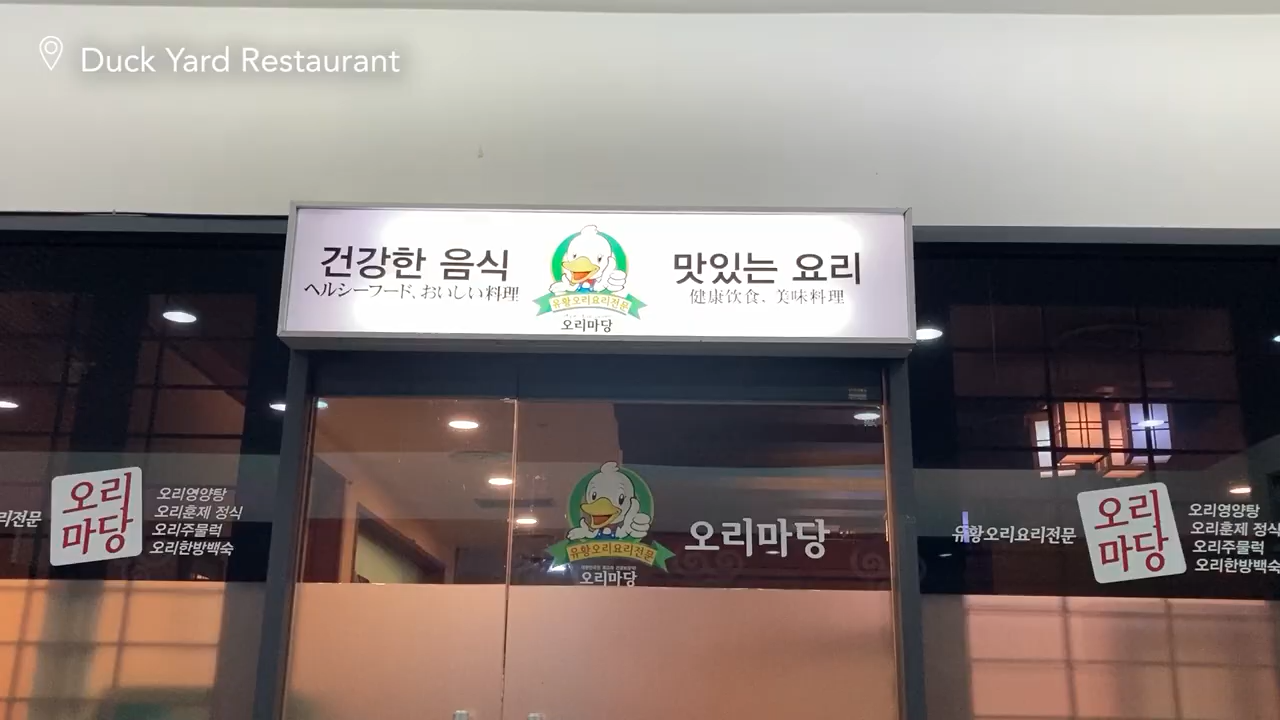 Duck Yard Restaurant
건강한 음식
ヘルシーフード、おいしい料理
유황오리요리전문
오리마당
맛있는 요리
健康饮食、美味料理
리전문
오리
마당
오리영양탕
오리훈제 정식
오리주물럭
오리한방백숙
유황오리요리전문
오리마당
오리마당
유황오리요리전문
오리
마당
오리영양탕
오리훈제 정식
오리주물럭
오리한방백숙